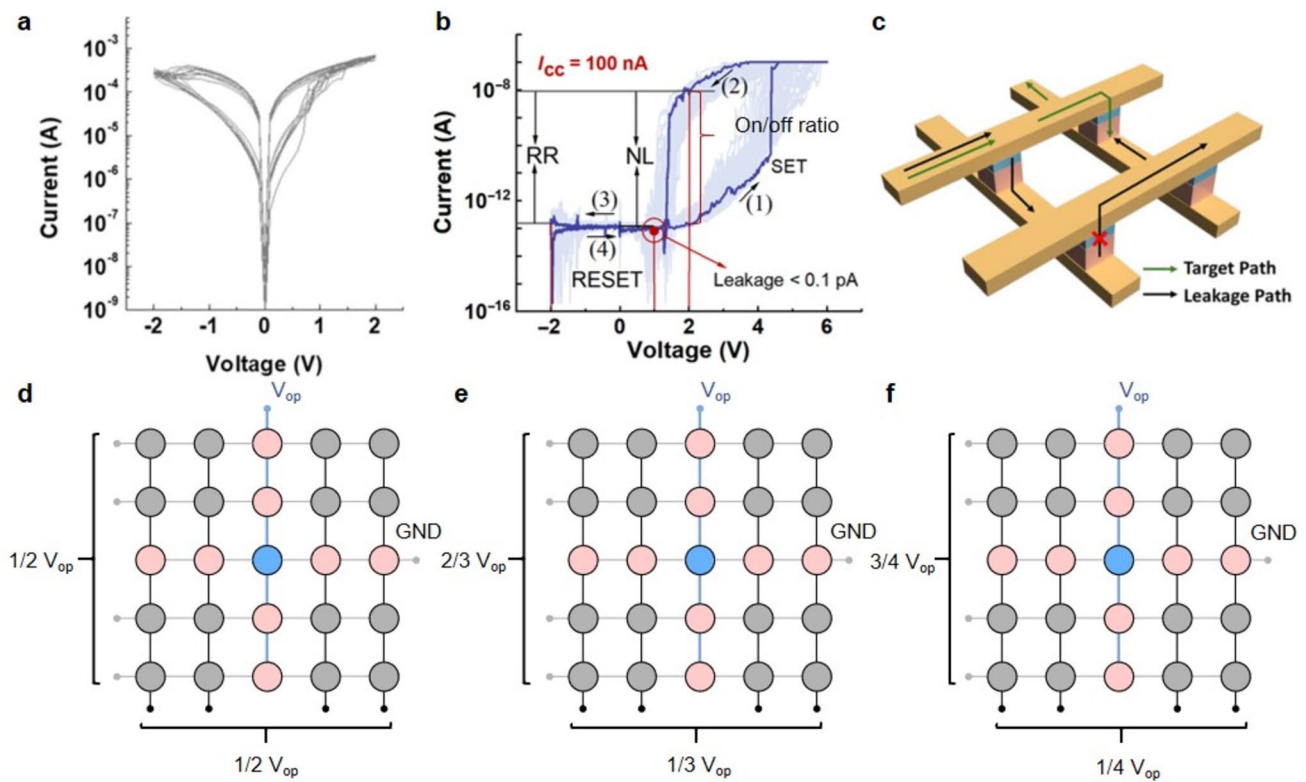 a
10⁻³
10⁻⁴
10⁻⁵
10⁻⁶
10⁻⁷
10⁻⁸
10⁻⁹
Current (A)
-2 -1 0 1 2
Voltage (V)
b
I_CC = 100 nA
10⁻⁸
10⁻¹²
10⁻¹⁶
Current (A)
(2)
On/off ratio
RR
NL
SET
(1)
(3)
(4)
RESET
Leakage < 0.1 pA
−2 0 2 4 6
Voltage (V)
c
Target Path
Leakage Path
d
V_op
GND
1/2 V_op
1/2 V_op
e
V_op
GND
2/3 V_op
1/3 V_op
f
V_op
GND
3/4 V_op
1/4 V_op